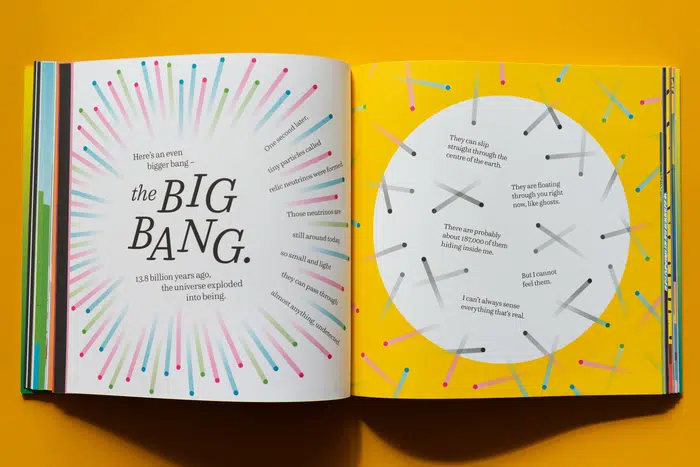 Here's an even
bigger bang –
the BIG
BANG.
13.8 billion years ago,
the universe exploded
into being.
One second later,
tiny particles called
relic neutrinos were formed.
Those neutrinos are
still around today
so small and light
they can pass through
almost anything, undetected.
They can slip
straight through the
centre of the earth.
They are floating
through you right
now, like ghosts.
There are probably
about 187,000 of them
hiding inside me.
But I cannot
feel them.
I can't always sense
everything that's real.